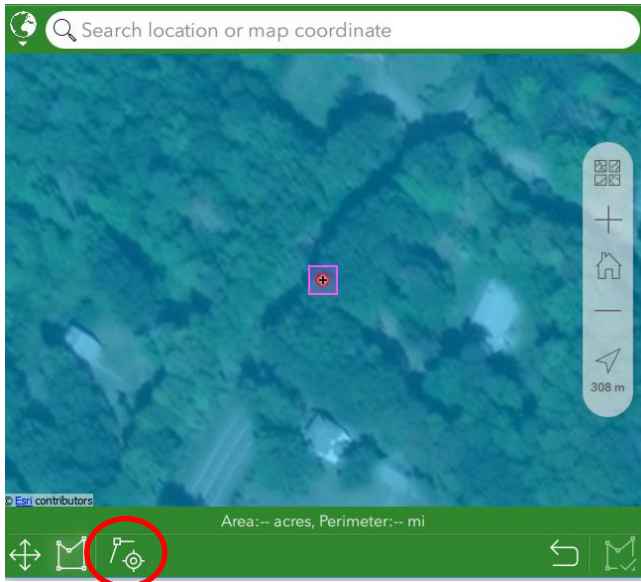 Search location or map coordinate
308 m
© Esri contributors
Area:-- acres, Perimeter:-- mi